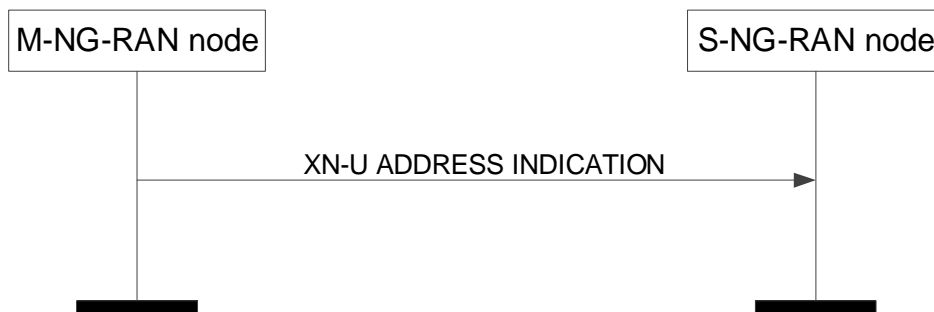 M-NG-RAN node
S-NG-RAN node
XN-U ADDRESS INDICATION